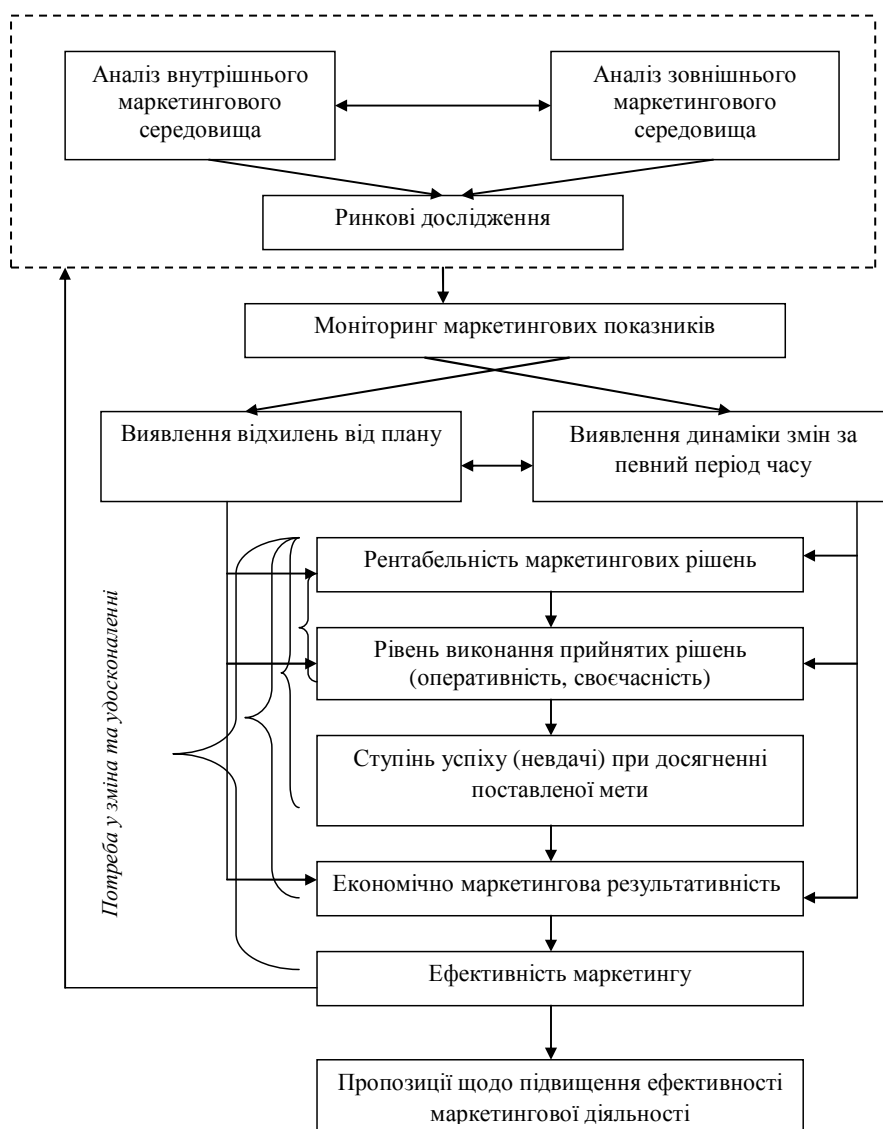 Аналіз внутрішнього
маркетингового
середовища
Аналіз зовнішнього
маркетингового
середовища
Ринкові дослідження
Моніторинг маркетингових показників
Виявлення відхилень від плану
Виявлення динаміки змін за
певний період часу
Потреба у зміна та удосконаленні
Рентабельність маркетингових рішень
Рівень виконання прийнятих рішень
(оперативність, своєчасність)
Ступінь успіху (невдачі) при досягненні
поставленої мети
Економічно маркетингова результативність
Ефективність маркетингу
Пропозиції щодо підвищення ефективності
маркетингової діяльності